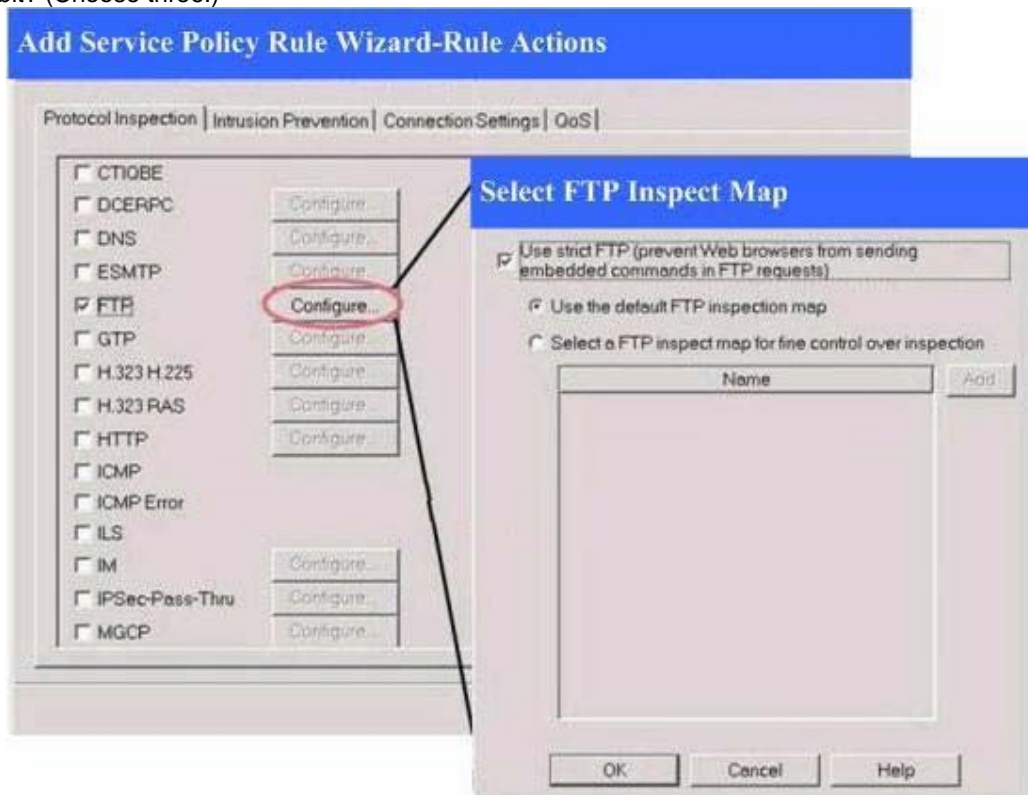 bit? (Choose three.)
Add Service Policy Rule Wizard-Rule Actions
Protocol Inspection | Intrusion Prevention | Connection Settings | QoS |
CTIQBE
DCERPC Configure...
DNS Configure...
ESMTP Configure...
FTP Configure...
GTP Configure...
H.323 H.225 Configure...
H.323 RAS Configure...
HTTP Configure...
ICMP
ICMP Error
ILS
IM Configure...
IPSec-Pass-Thru Configure...
MGCP Configure...
Select FTP Inspect Map
Use strict FTP (prevent Web browsers from sending
embedded commands in FTP requests)
Use the default FTP inspection map
Select a FTP inspect map for fine control over inspection
Name Add
OK Cancel Help